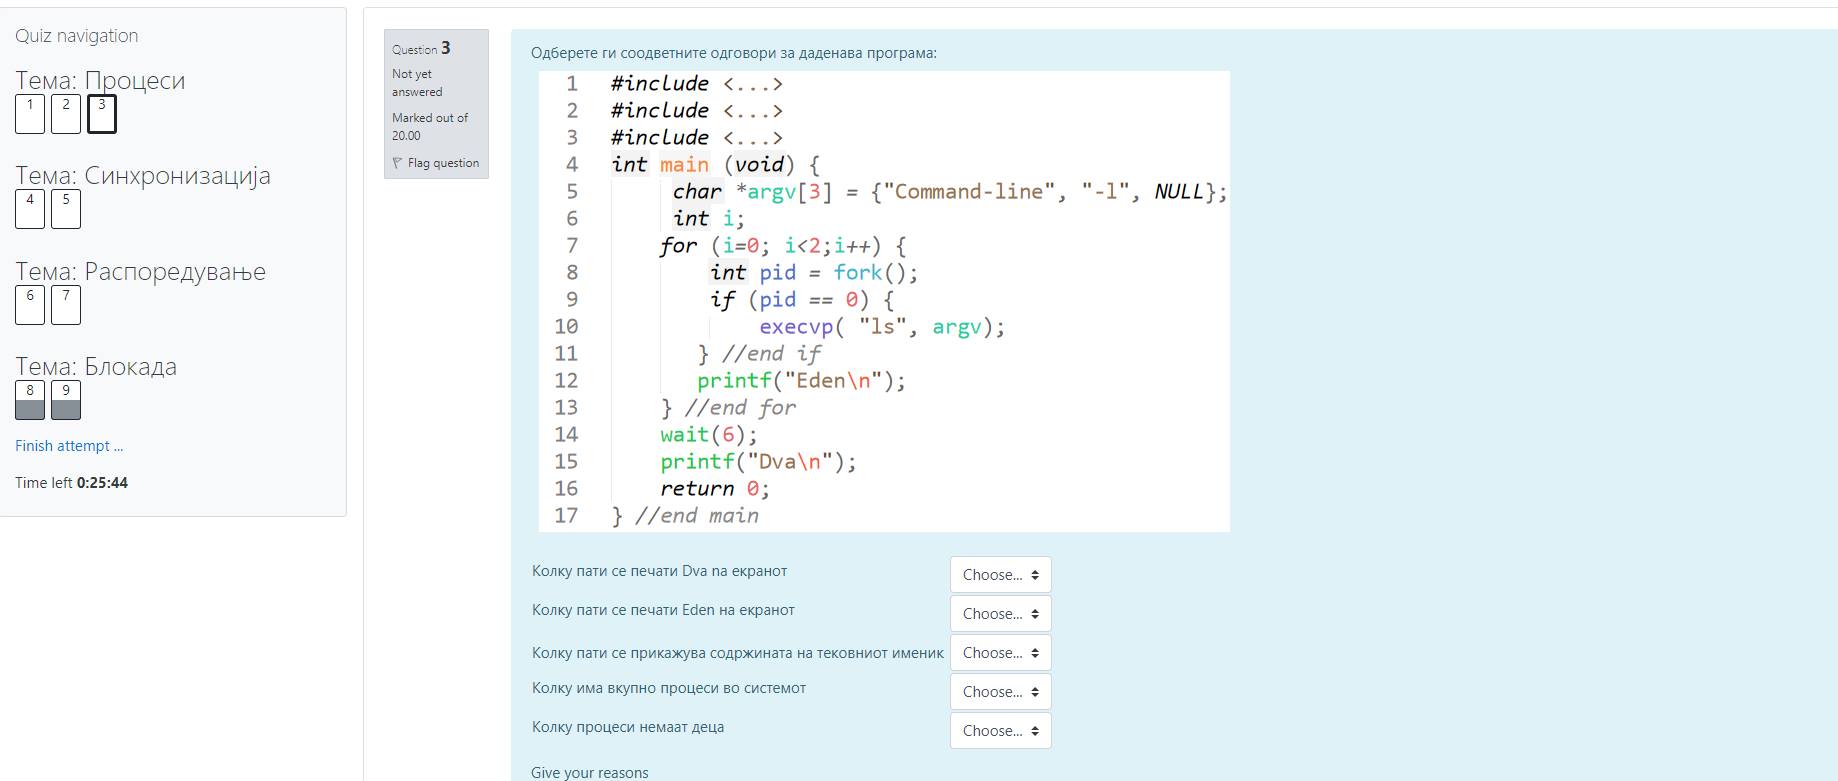 Quiz navigation
Тема: Процеси
1 2 3
Тема: Синхронизација
4 5
Тема: Распоредување
6 7
Тема: Блокада
8 9
Finish attempt ...
Time left 0:25:44
Question 3
Not yet
answered
Marked out of
20.00
Flag question
Одберете ги соодветните одговори за даденава програма:
1 #include <...>
2 #include <...>
3 #include <...>
4 int main (void) {
5 char *argv[3] = {"Command-line", "-l", NULL};
6 int i;
7 for (i=0; i<2;i++) {
8 int pid = fork();
9 if (pid == 0) {
10 execvp( "ls", argv);
11 } //end if
12 printf("Eden\n");
13 } //end for
14 wait(6);
15 printf("Dva\n");
16 return 0;
17 } //end main
Колку пати се печати Dva na екранот Choose...
Колку пати се печати Eden на екранот Choose...
Колку пати се прикажува содржината на тековниот именик Choose...
Колку има вкупно процеси во системот Choose...
Колку процеси немаат деца Choose...
Give your reasons